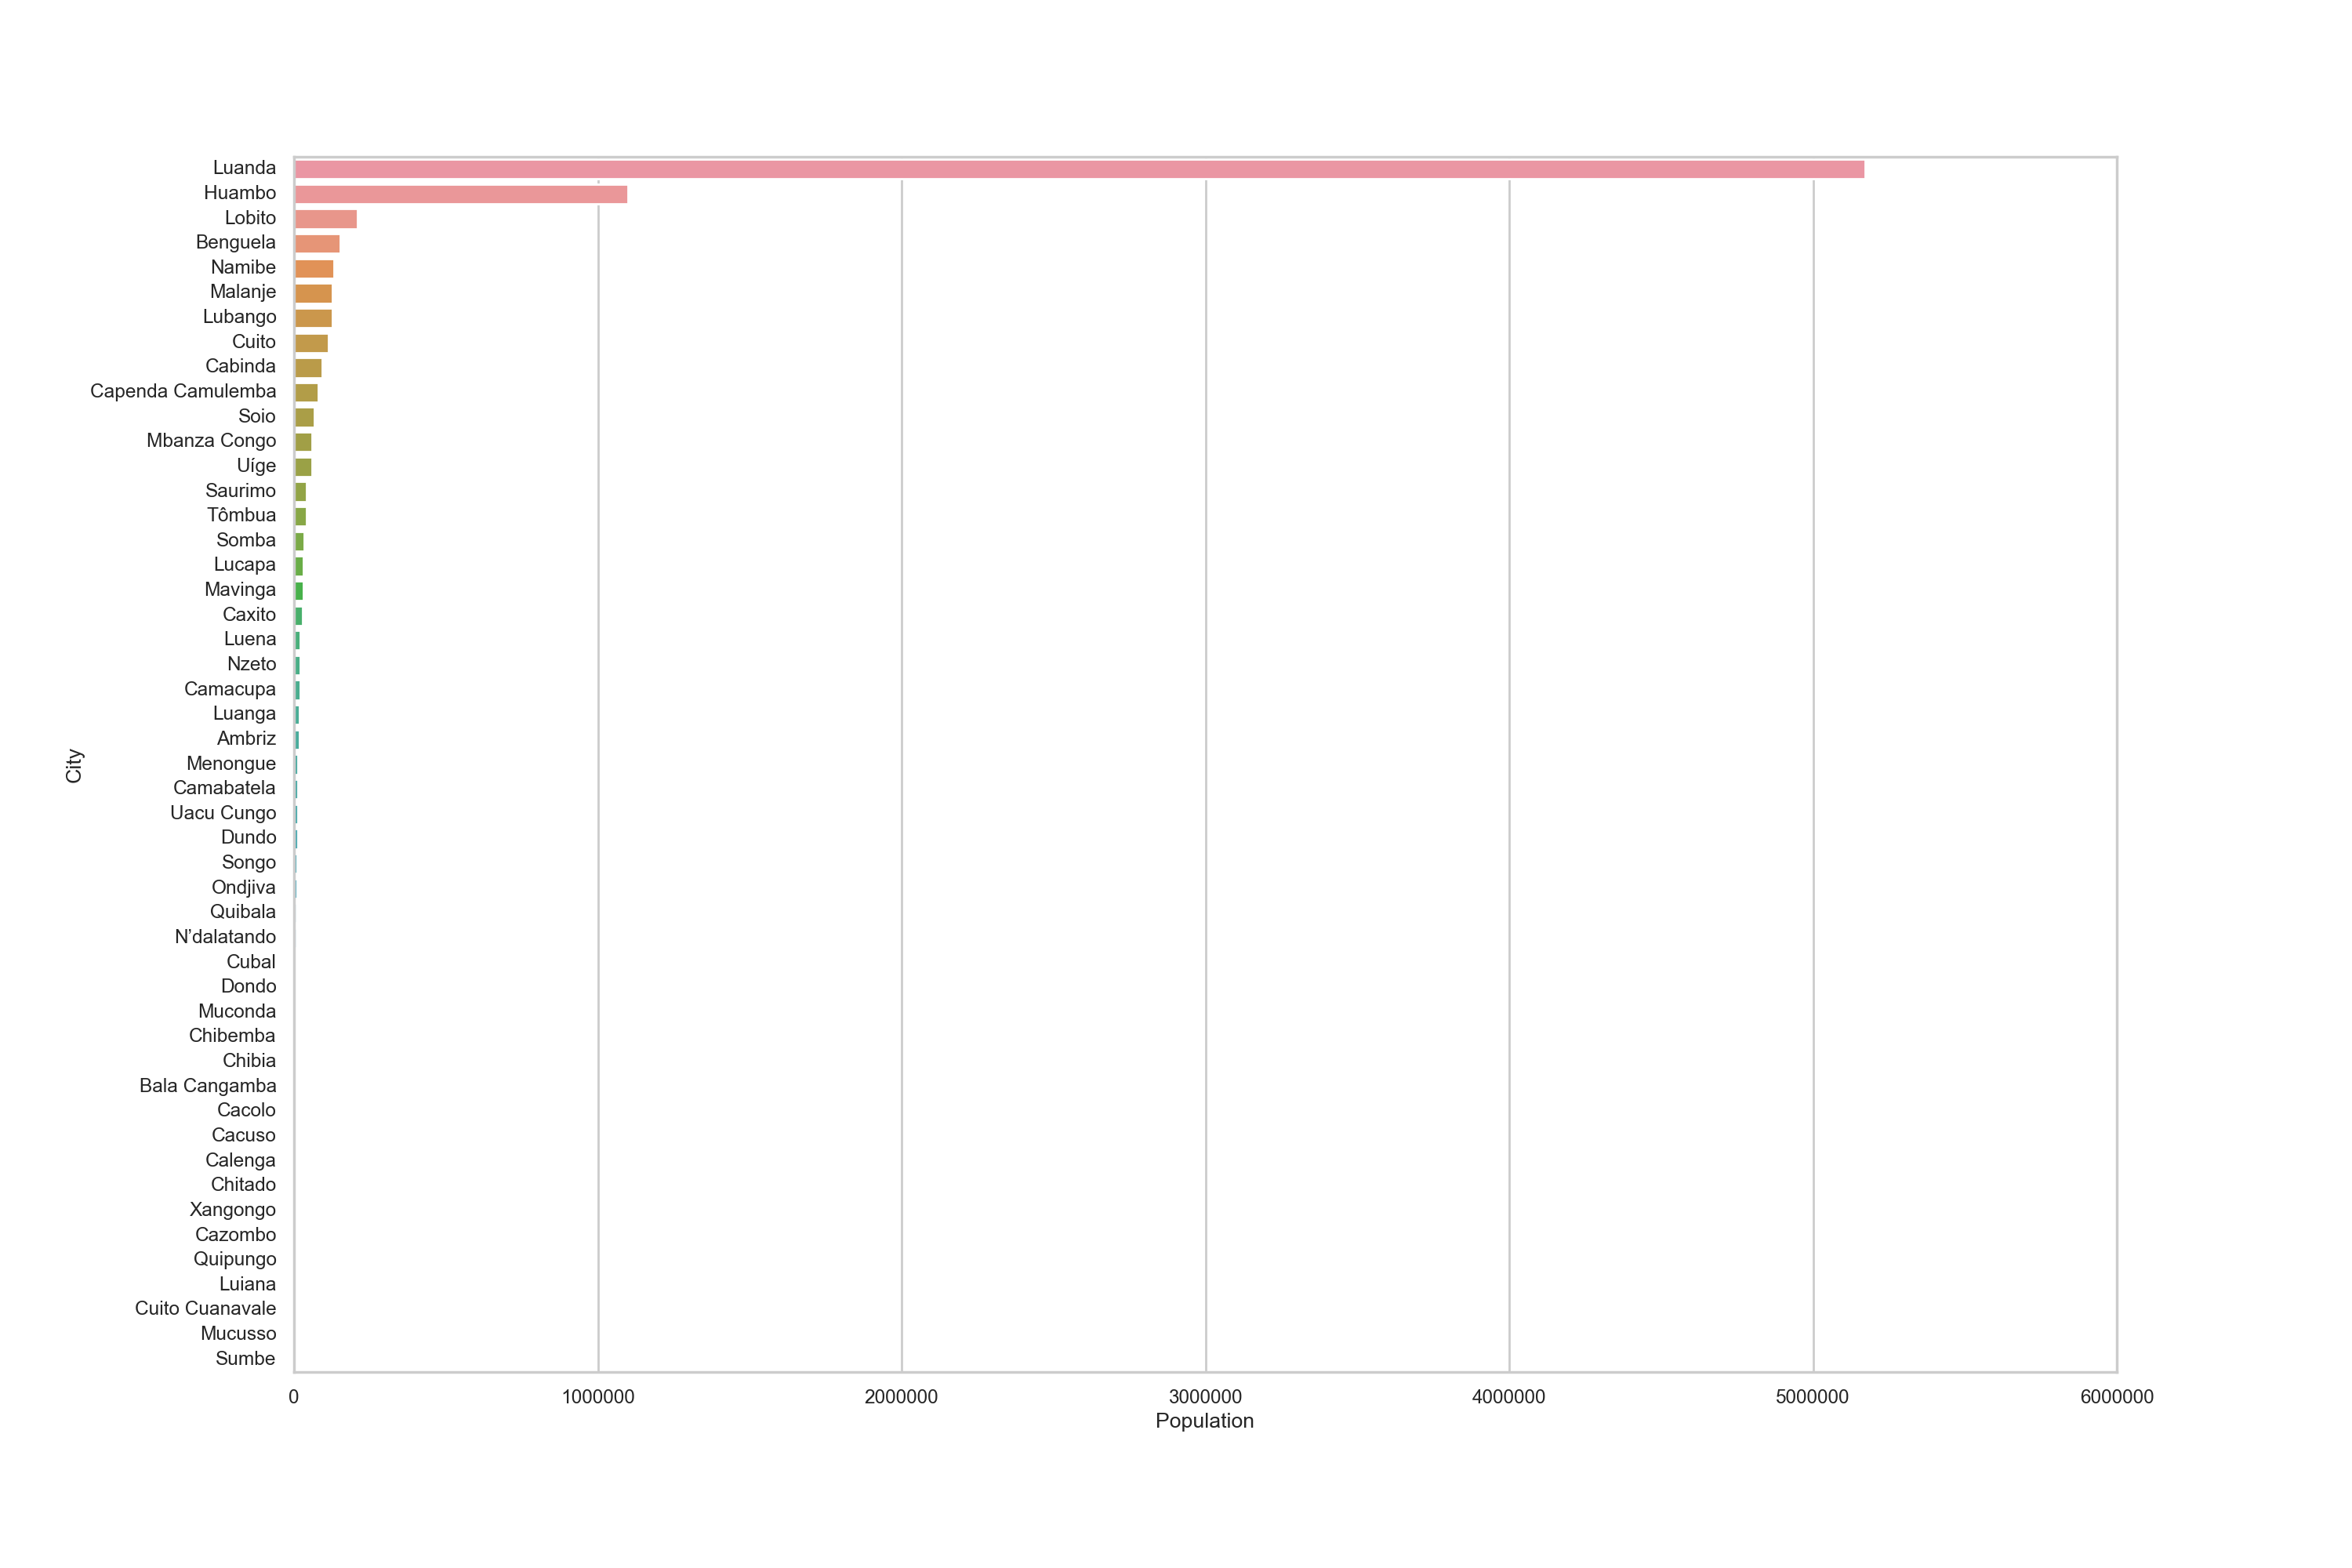 Luanda
Huambo
Lobito
Benguela
Namibe
Malanje
Lubango
Cuito
Cabinda
Capenda Camulemba
Soio
Mbanza Congo
Uíge
Saurimo
Tômbua
Somba
Lucapa
Mavinga
Caxito
Luena
Nzeto
Camacupa
Luanga
Ambriz
Menongue
Camabatela
Uacu Cungo
Dundo
Songo
Ondjiva
Quibala
N’dalatando
Cubal
Dondo
Muconda
Chibemba
Chibia
Bala Cangamba
Cacolo
Cacuso
Calenga
Chitado
Xangongo
Cazombo
Quipungo
Luiana
Cuito Cuanavale
Mucusso
Sumbe
City
0 1000000 2000000 3000000 4000000 5000000 6000000
Population